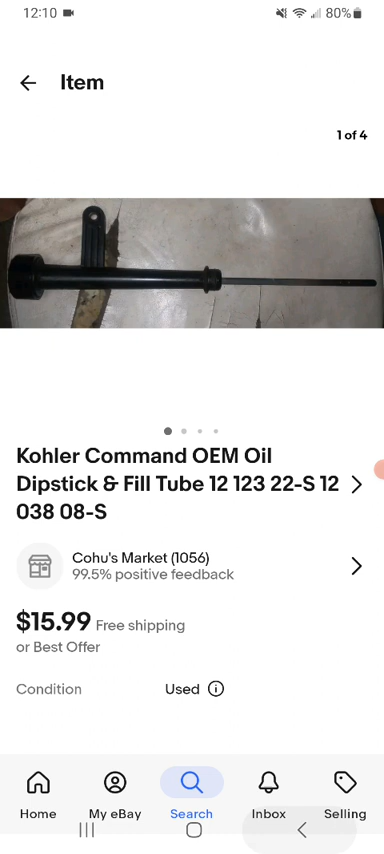 12:10 80%
Item
1 of 4
Kohler Command OEM Oil
Dipstick & Fill Tube 12 123 22-S 12
038 08-S
Cohu's Market (1056)
99.5% positive feedback
$15.99 Free shipping
or Best Offer
Condition Used
Home My eBay Search Inbox Selling